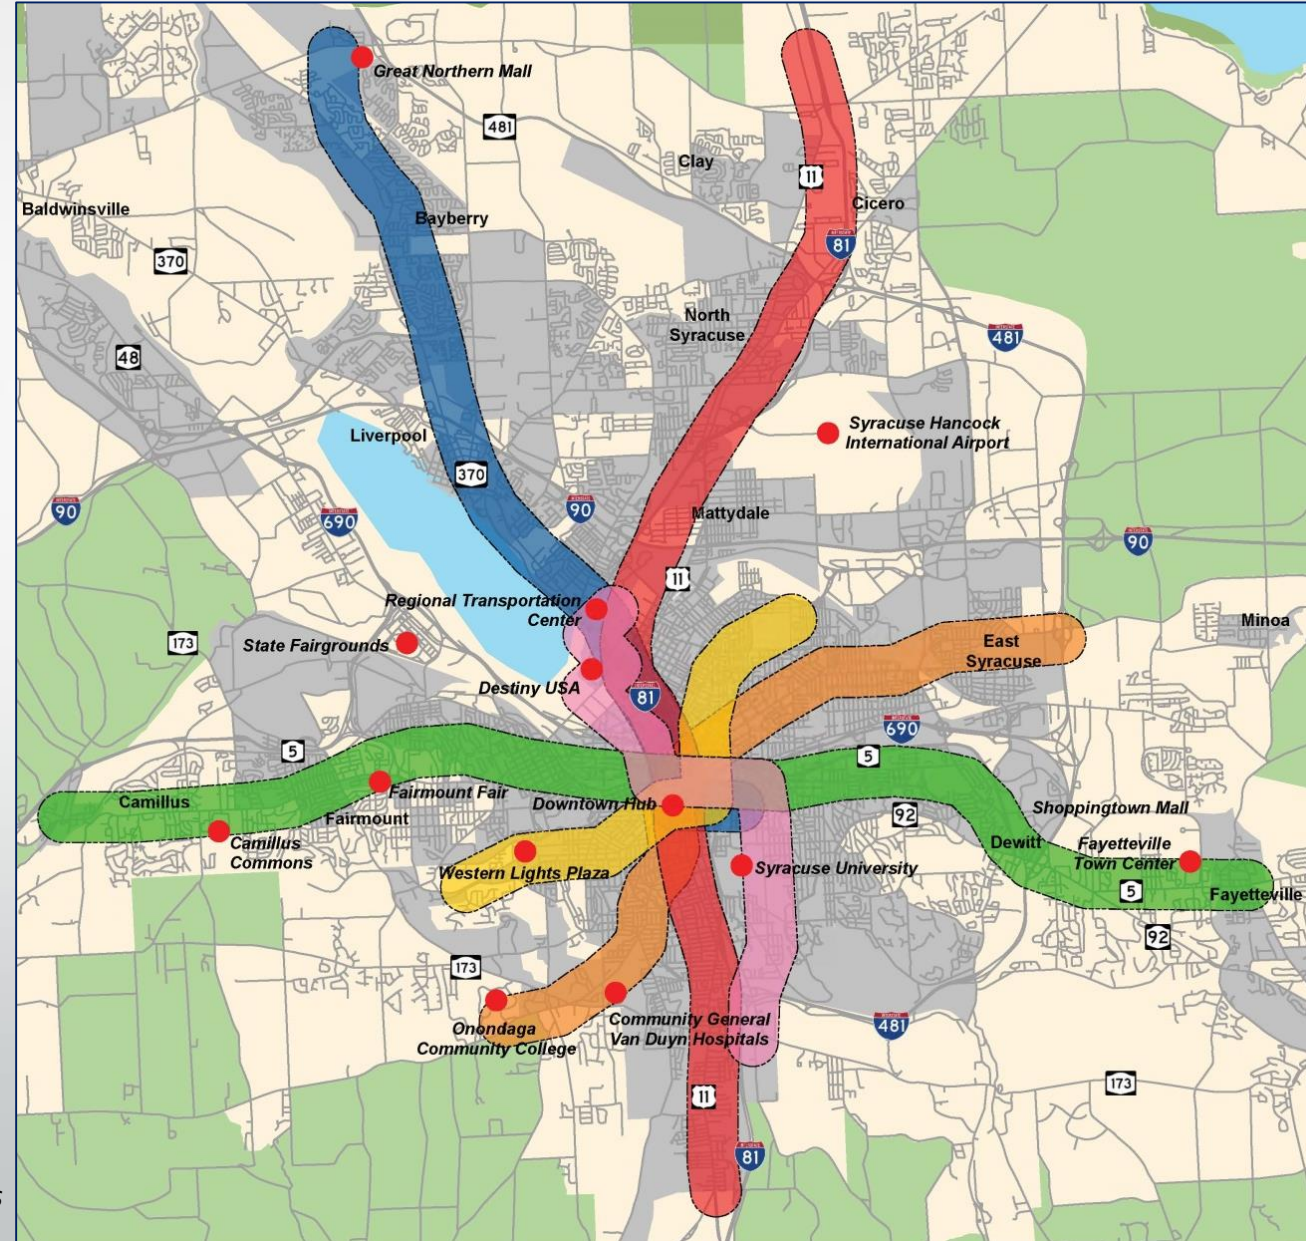 Great Northern Mall
481
Clay
11
Baldwinsville
Cicero
Bayberry
81
370
North
Syracuse
481
48
Syracuse Hancock
International Airport
Liverpool
370
90
690
90
Mattydale
90
11
Regional Transportation
Center
Minoa
173
State Fairgrounds
East
Syracuse
Destiny USA
81
690
5
5
Camillus
Fairmount Fair
Downtown Hub
Shoppingtown Mall
Fairmount
92
Camillus
Commons
Dewitt
Fayetteville
Town Center
Western Lights Plaza
Syracuse University
5
Fayetteville
92
173
Onondaga
Community College
Community General
Van Duyn Hospitals
481
173
11
81